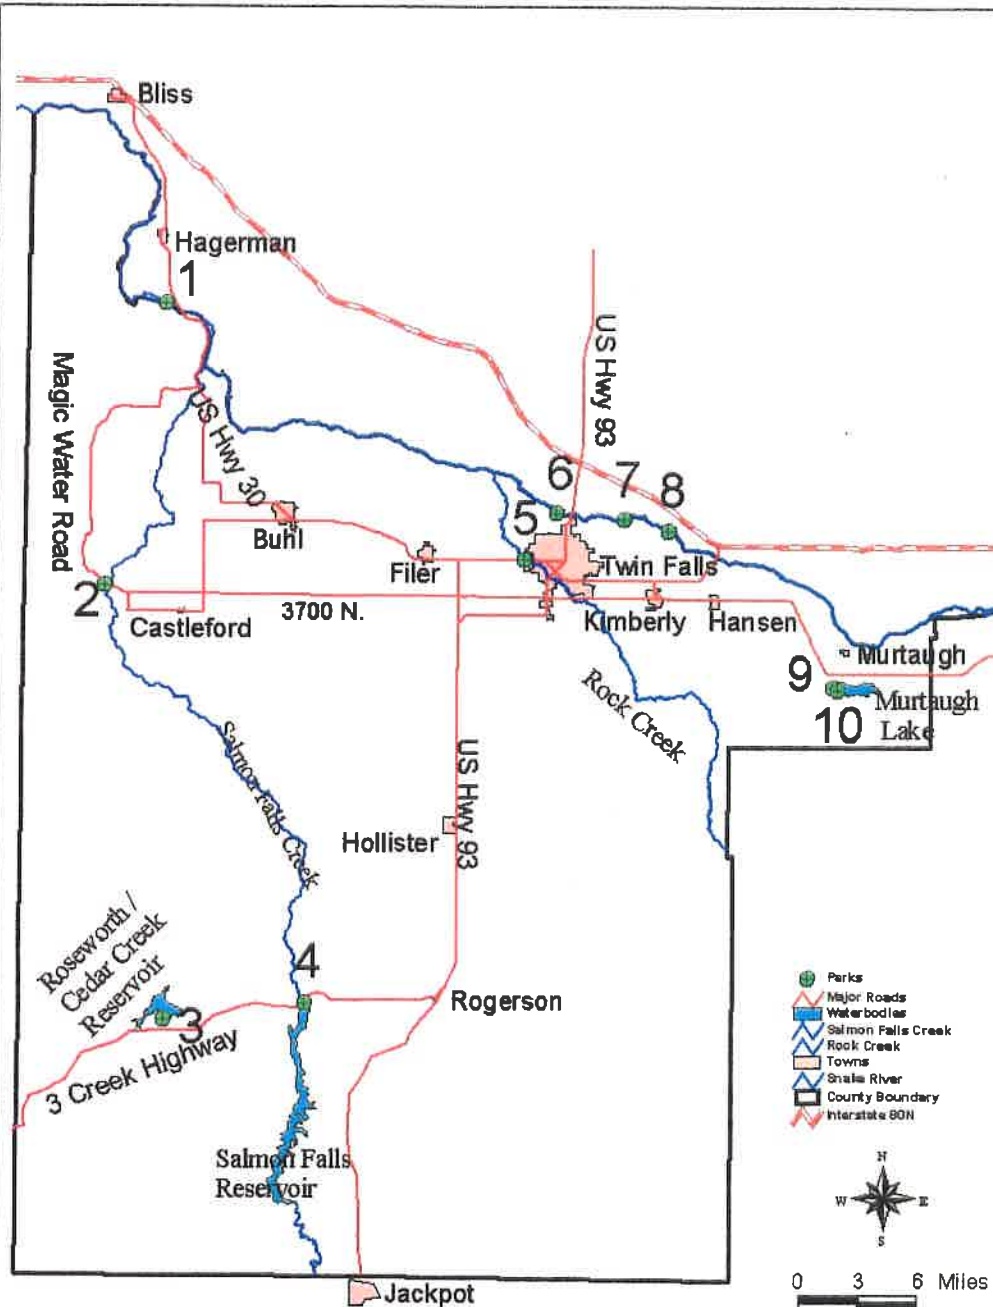 Bliss
Hagerman
1
US Hwy 93
Magic Water Road
US Hwy 30
6
7
8
5
Buhl
Filer
Twin Falls
2
3700 N.
Castleford
Kimberly
Hansen
Murtaugh
9
10
Murtaugh
Lake
Rock Creek
Salmon Falls Creek
US Hwy 93
Hollister
Roseworth /
Cedar Creek
Reservoir
4
3
Rogerson
3 Creek Highway
Salmon Falls
Reservoir
Jackpot
Parks
Major Roads
Waterbodies
Salmon Falls Creek
Rock Creek
Towns
Snake River
County Boundary
Interstate 80N
N
W E
S
0 3 6 Miles